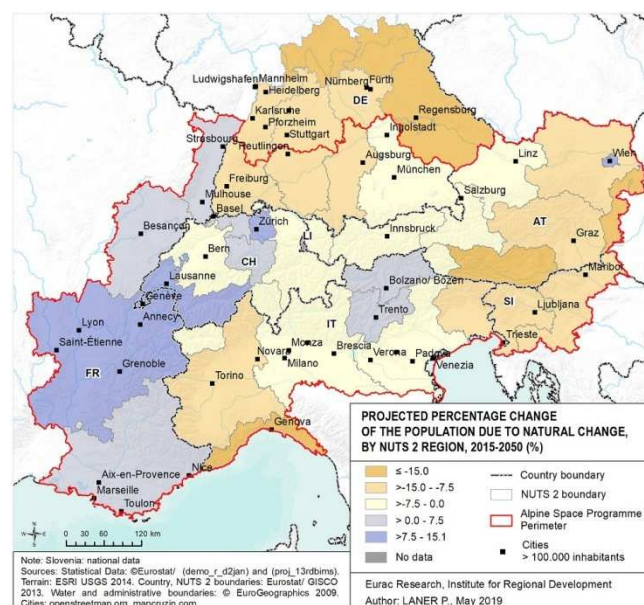 Ludwigshafen Mannheim
Heidelberg
Nürnberg Fürth
DE
Karlsruhe
Pforzheim
Regensburg
Stuttgart
Ingolstadt
Strasbourg
Reutlingen
Augsburg
Linz
Wien
Freiburg
München
Mulhouse
Salzburg
Basel
Besançon
Zürich
LI
Innsbruck
AT
Graz
Bern
CH
Maribor
Lausanne
Bolzano/ Bozen
SI
Genève
Trento
Ljubljana
Lyon
Annecy
IT
Trieste
Saint-Étienne
Monza
Novara
Brescia
Verona
Padova
Milano
Venezia
Grenoble
FR
Torino
Genova
Nice
Aix-en-Provence
Marseille
Toulon
0 30 60 90 120 km
PROJECTED PERCENTAGE CHANGE
OF THE POPULATION DUE TO NATURAL CHANGE,
BY NUTS 2 REGION, 2015-2050 (%)
≤ -15.0
>-15.0 - -7.5
>-7.5 - 0.0
> 0.0 - 7.5
>7.5 - 15.1
No data
Country boundary
NUTS 2 boundary
Alpine Space Programme
Perimeter
Cities
> 100.000 inhabitants
Note: Slovenia: national data
Sources: Statistical Data: ©Eurostat/ (demo_r_d2jan) and (proj_13rdbims).
Terrain: ESRI USGS 2014. Country, NUTS 2 boundaries: Eurostat/ GISCO
2013. Water and administrative boundaries: © EuroGeographics 2009.
Cities: openstreetmap.org, mapcruzin.com
Eurac Research, Institute for Regional Development
Author: LANER P., May 2019